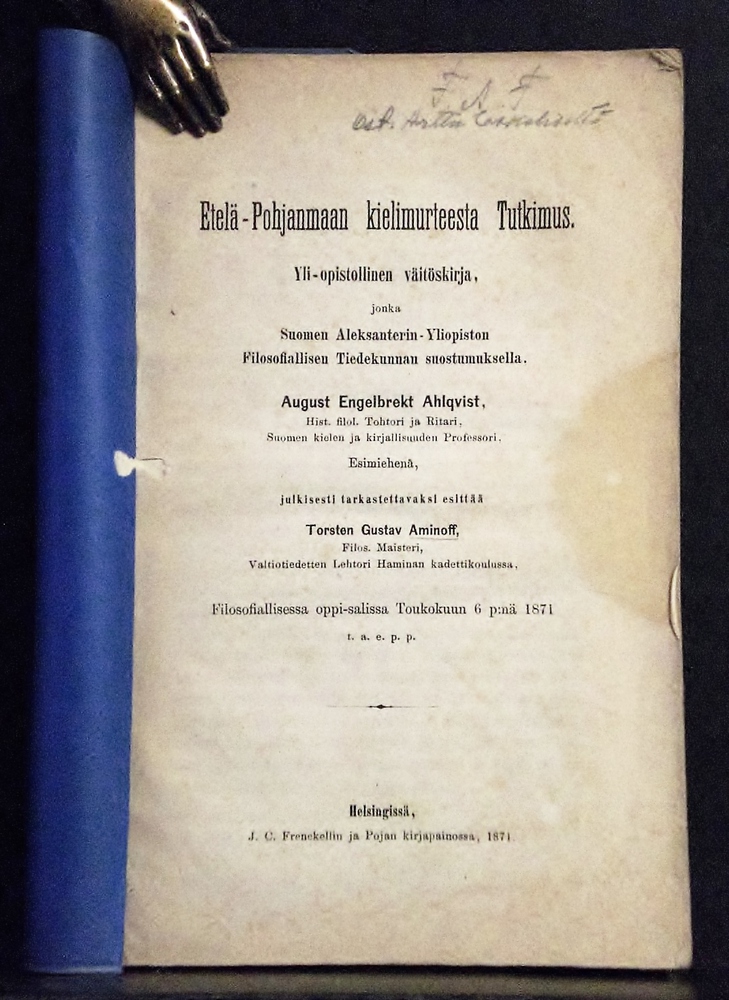 F A F
Etelä-Pohjanmaan kielimurteesta Tutkimus.
Yli-opistollinen väitöskirja,
jonka
Suomen Aleksanterin-Yliopiston
Filosofiallisen Tiedekunnan suostumuksella.
August Engelbrekt Ahlqvist,
Hist. filol. Tohtori ja Ritari,
Suomen kielen ja kirjallisuuden Professori,
Esimiehenä,
julkisesti tarkastettavaksi esittää
Torsten Gustav Aminoff,
Filos. Maisteri,
Valtiotiedetten Lehtori Haminan kadettikoulussa,
Filosofiallisessa oppi-salissa Toukokuun 6 p:nä 1871
t. a. e. p. p.
Helsingissä,
J. C. Frenckellin ja Pojan kirjapainossa, 1871